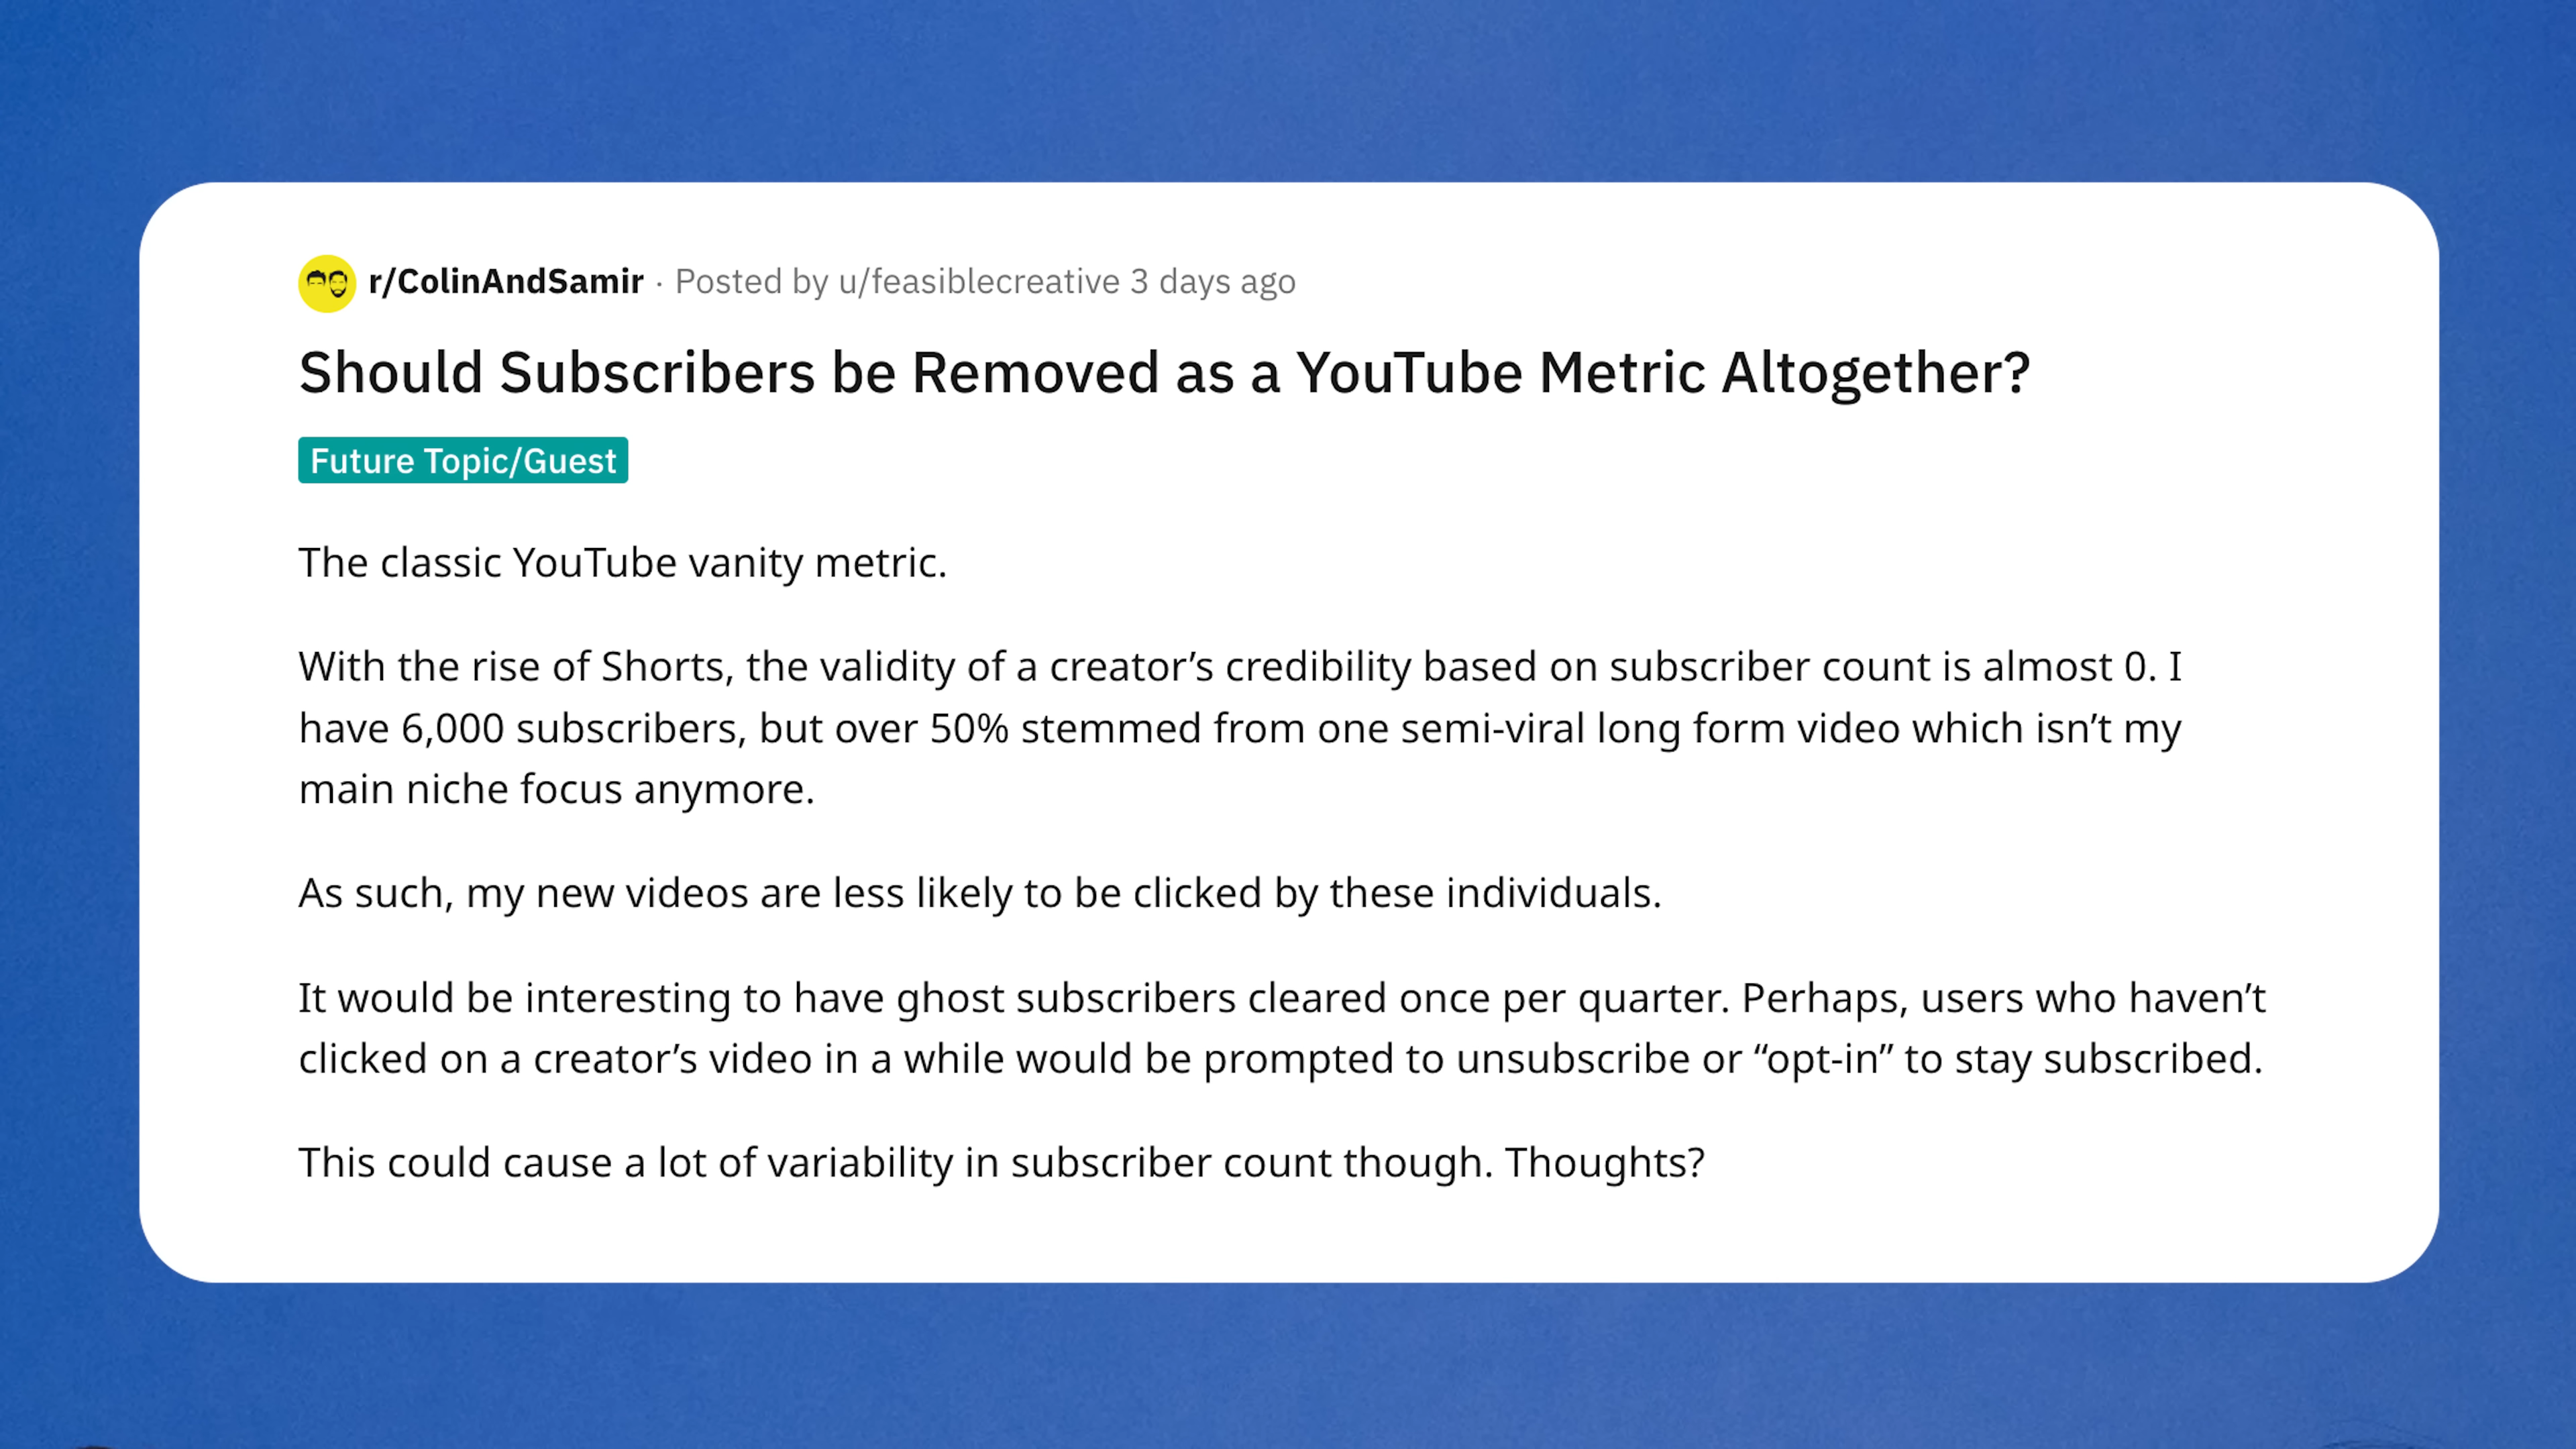 r/ColinAndSamir · Posted by u/feasiblecreative 3 days ago
Should Subscribers be Removed as a YouTube Metric Altogether?
Future Topic/Guest
The classic YouTube vanity metric.
With the rise of Shorts, the validity of a creator’s credibility based on subscriber count is almost 0. I
have 6,000 subscribers, but over 50% stemmed from one semi-viral long form video which isn’t my
main niche focus anymore.
As such, my new videos are less likely to be clicked by these individuals.
It would be interesting to have ghost subscribers cleared once per quarter. Perhaps, users who haven’t
clicked on a creator’s video in a while would be prompted to unsubscribe or “opt-in” to stay subscribed.
This could cause a lot of variability in subscriber count though. Thoughts?